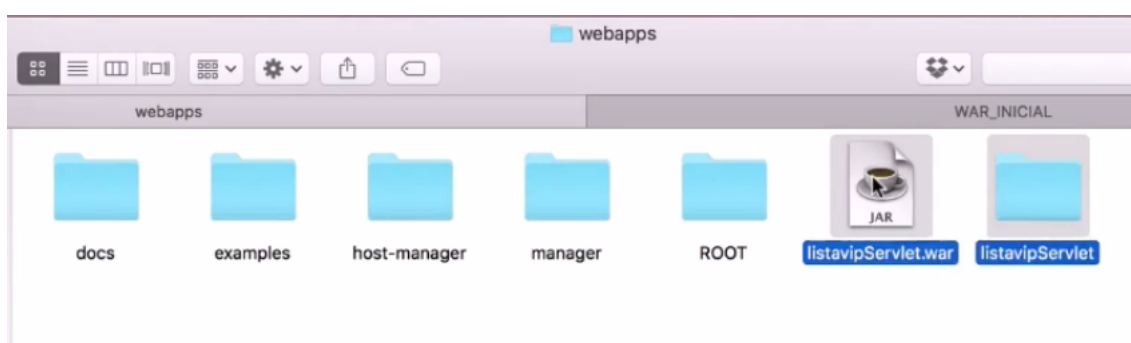 webapps
webapps
WAR_INICIAL
JAR
docs
examples
host-manager
manager
ROOT
listavipServlet.war
listavipServlet